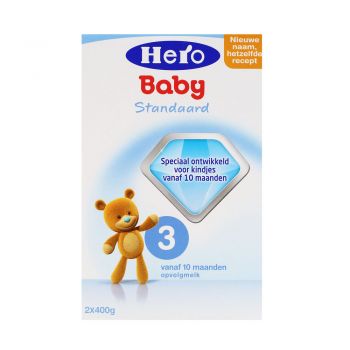 Nieuwe
naam,
hetzelfde
recept
Hero
Baby
Standaard
Speciaal ontwikkeld
voor kindjes
vanaf 10 maanden
3
vanaf 10 maanden
opvolgmelk
2x400g